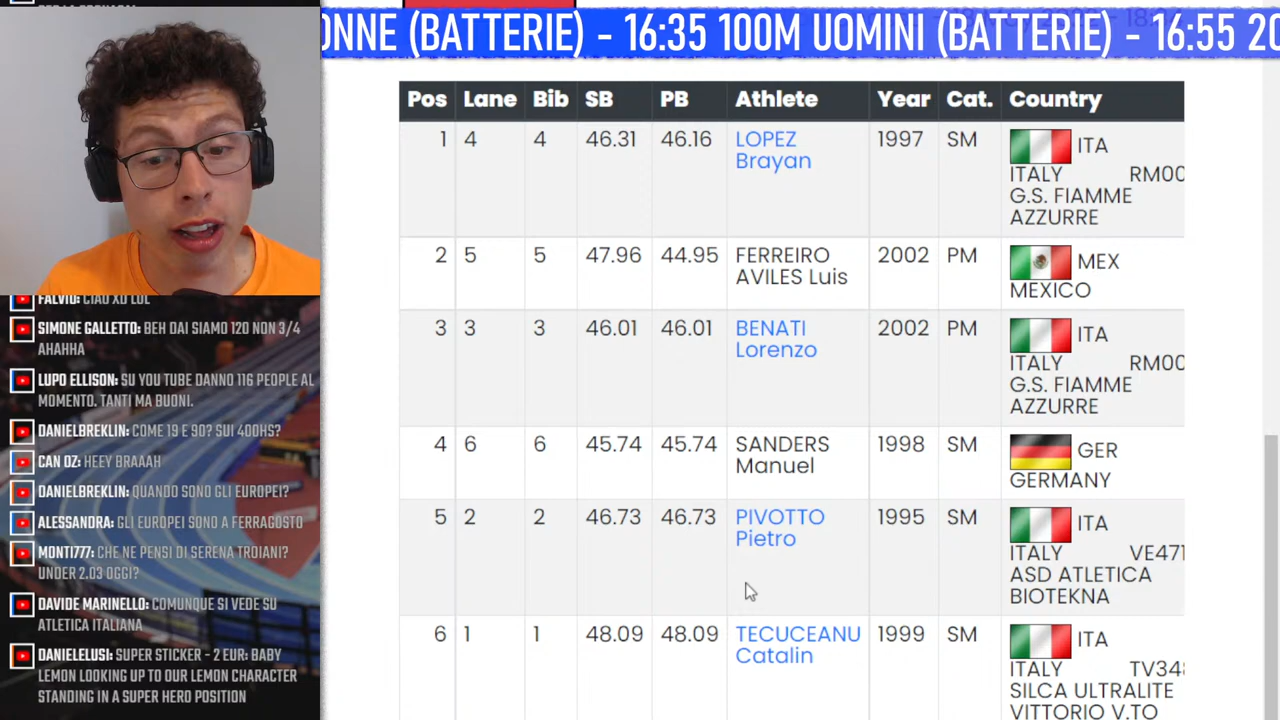 ONNE (BATTERIE) - 16:35 100M UOMINI (BATTERIE) - 16:55 20
Pos Lane Bib SB PB Athlete Year Cat. Country
1 4 4 46.31 46.16 LOPEZ Brayan 1997 SM ITA
ITALY RM00
G.S. FIAMME
AZZURRE
2 5 5 47.96 44.95 FERREIRO AVILES Luis 2002 PM MEX
MEXICO
3 3 3 46.01 46.01 BENATI Lorenzo 2002 PM ITA
ITALY RM00
G.S. FIAMME
AZZURRE
4 6 6 45.74 45.74 SANDERS Manuel 1998 SM GER
GERMANY
5 2 2 46.73 46.73 PIVOTTO Pietro 1995 SM ITA
ITALY VE471
ASD ATLETICA
BIOTEKNA
6 1 1 48.09 48.09 TECUCEANU Catalin 1999 SM ITA
ITALY TV348
SILCA ULTRALITE
VITTORIO V.TO
FALVIO: CIAO XD LOL
SIMONE GALLETTO: BEH DAI SIAMO 120 NON 3/4
AHAHHA
LUPO ELLISON: SU YOU TUBE DANNO 116 PEOPLE AL
MOMENTO. TANTI MA BUONI.
DANIELBREKLIN: COME 19 E 90? SUI 400HS?
CAN OZ: HEEY BRAAAH
DANIELBREKLIN: QUANDO SONO GLI EUROPEI?
ALESSANDRA: GLI EUROPEI SONO A FERRAGOSTO
MONTI777: CHE NE PENSI DI SERENA TROIANI?
UNDER 2.03 OGGI?
DAVIDE MARINELLO: COMUNQUE SI VEDE SU
ATLETICA ITALIANA
DANIELELUSI: SUPER STICKER - 2 EUR: BABY
LEMON LOOKING UP TO OUR LEMON CHARACTER
STANDING IN A SUPER HERO POSITION